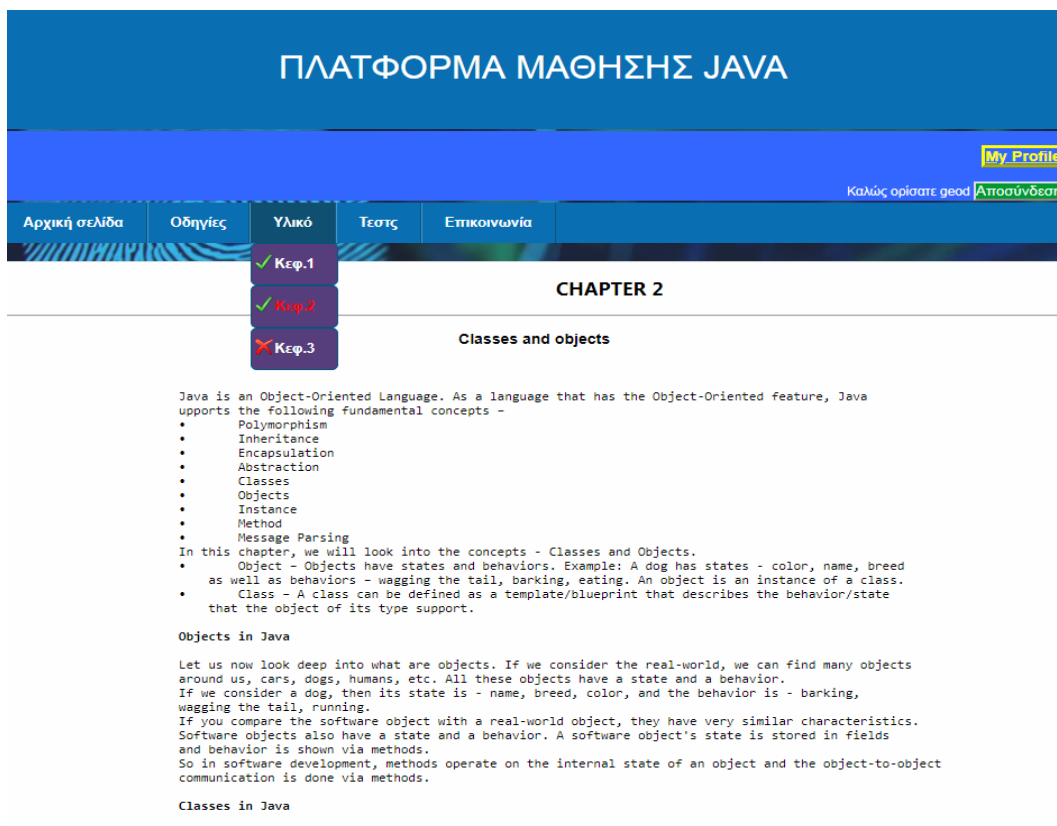 ΠΛΑΤΦΟΡΜΑ ΜΑΘΗΣΗΣ JAVA
My Profile
Καλώς ορίσατε geod Αποσύνδεση
Αρχική σελίδα Οδηγίες Υλικό Τεστς Επικοινωνία
Κεφ.1
Κεφ.2
Κεφ.3
CHAPTER 2
Classes and objects
Java is an Object-Oriented Language. As a language that has the Object-Oriented feature, Java
upports the following fundamental concepts –
• Polymorphism
• Inheritance
• Encapsulation
• Abstraction
• Classes
• Objects
• Instance
• Method
• Message Parsing
In this chapter, we will look into the concepts - Classes and Objects.
• Object – Objects have states and behaviors. Example: A dog has states - color, name, breed
as well as behaviors – wagging the tail, barking, eating. An object is an instance of a class.
• Class – A class can be defined as a template/blueprint that describes the behavior/state
that the object of its type support.
Objects in Java
Let us now look deep into what are objects. If we consider the real-world, we can find many objects
around us, cars, dogs, humans, etc. All these objects have a state and a behavior.
If we consider a dog, then its state is - name, breed, color, and the behavior is - barking,
wagging the tail, running.
If you compare the software object with a real-world object, they have very similar characteristics.
Software objects also have a state and a behavior. A software object's state is stored in fields
and behavior is shown via methods.
So in software development, methods operate on the internal state of an object and the object-to-object
communication is done via methods.
Classes in Java